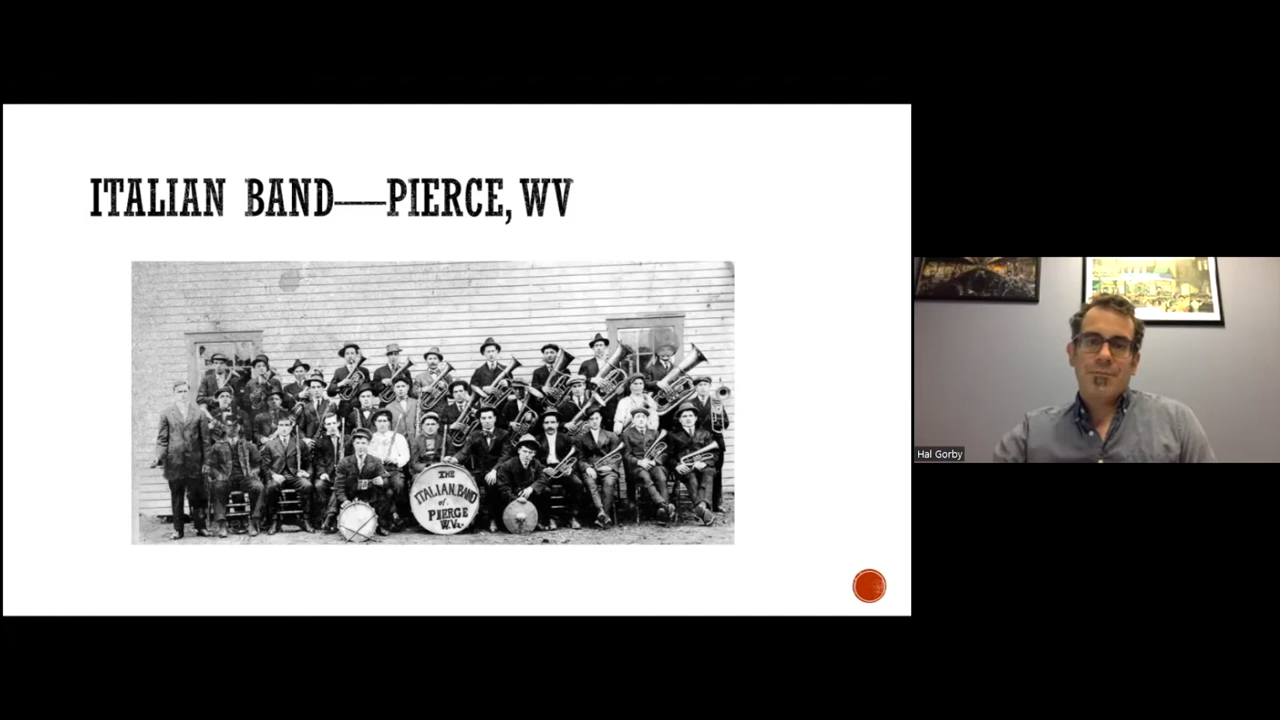 ITALIAN BAND—PIERCE, WV
THE
ITALIAN BAND
of
PIERCE
W.Va.
Hal Gorby